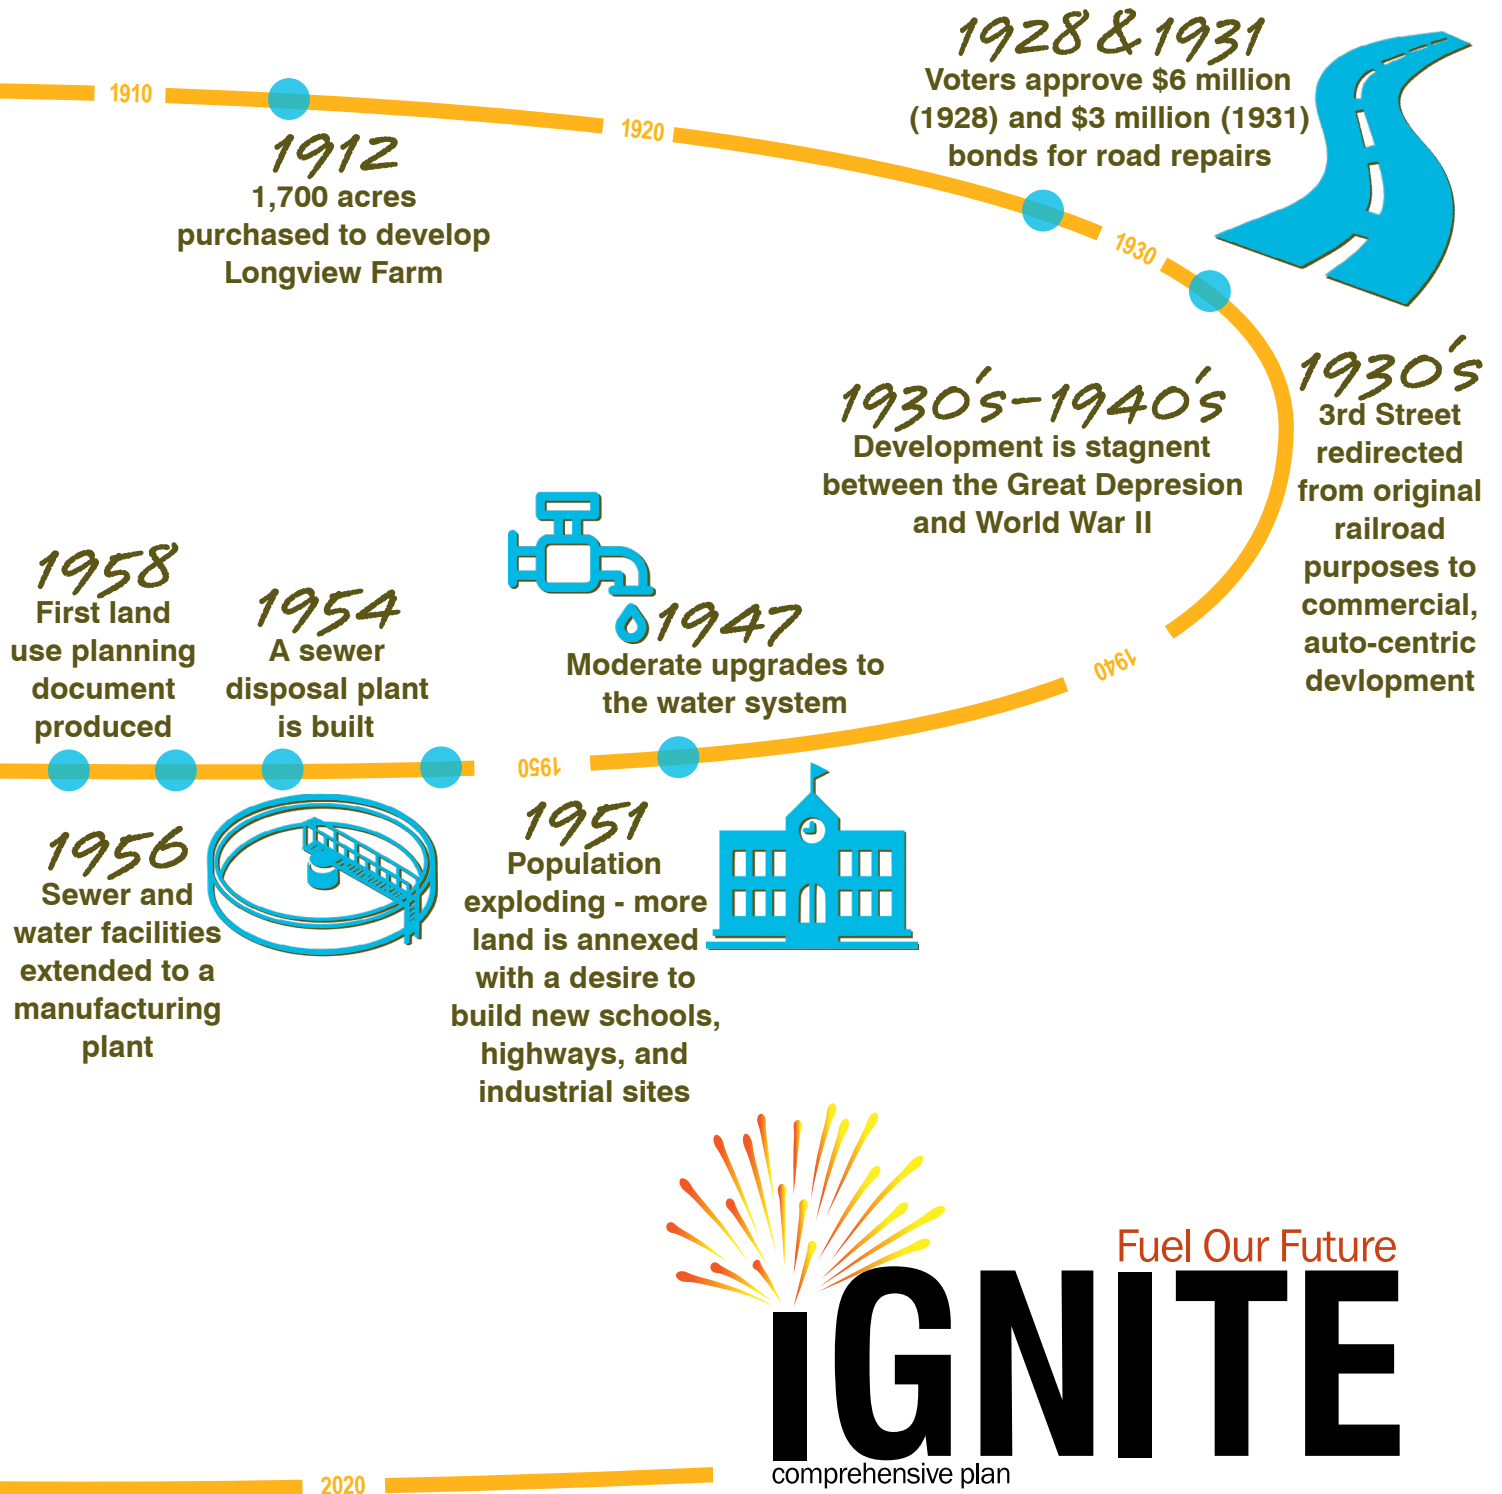 1910
1912
1,700 acres
purchased to develop
Longview Farm
1920
1928 & 1931
Voters approve $6 million
(1928) and $3 million (1931)
bonds for road repairs
1930
1930's
3rd Street
redirected
from original
railroad
purposes to
commercial,
auto-centric
devlopment
1930's-1940's
Development is stagnent
between the Great Depresion
and World War II
1940
1947
Moderate upgrades to
the water system
1950
1951
Population
exploding - more
land is annexed
with a desire to
build new schools,
highways, and
industrial sites
1954
A sewer
disposal plant
is built
1956
Sewer and
water facilities
extended to a
manufacturing
plant
1958
First land
use planning
document
produced
Fuel Our Future
iGNITE
comprehensive plan
2020